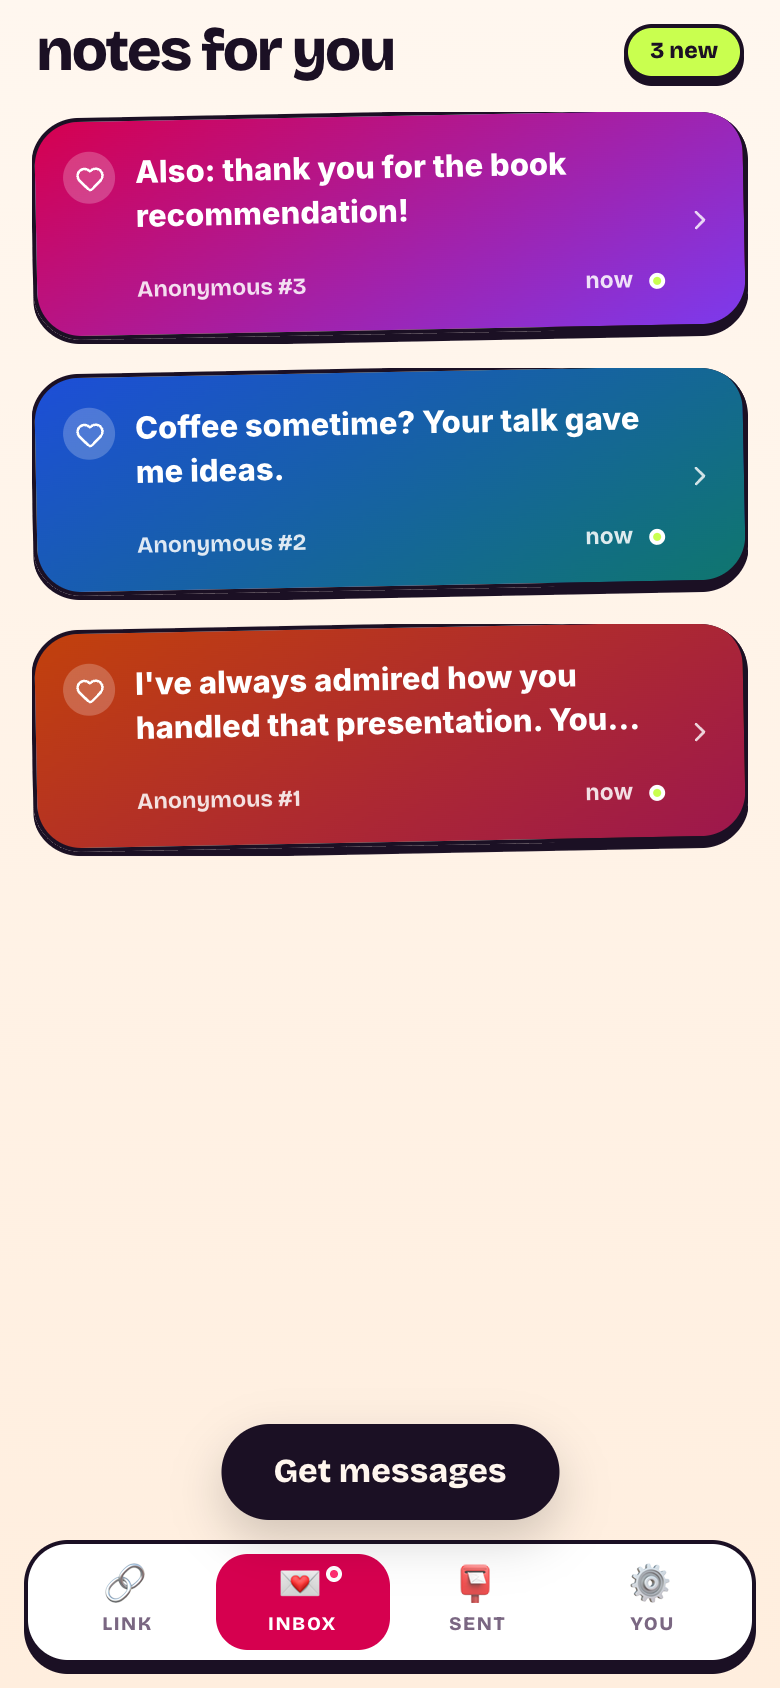 notes for you
3 new
Also: thank you for the book
recommendation!
Anonymous #3
now
Coffee sometime? Your talk gave
me ideas.
Anonymous #2
now
I've always admired how you
handled that presentation. You...
Anonymous #1
now
Get messages
LINK
INBOX
SENT
YOU